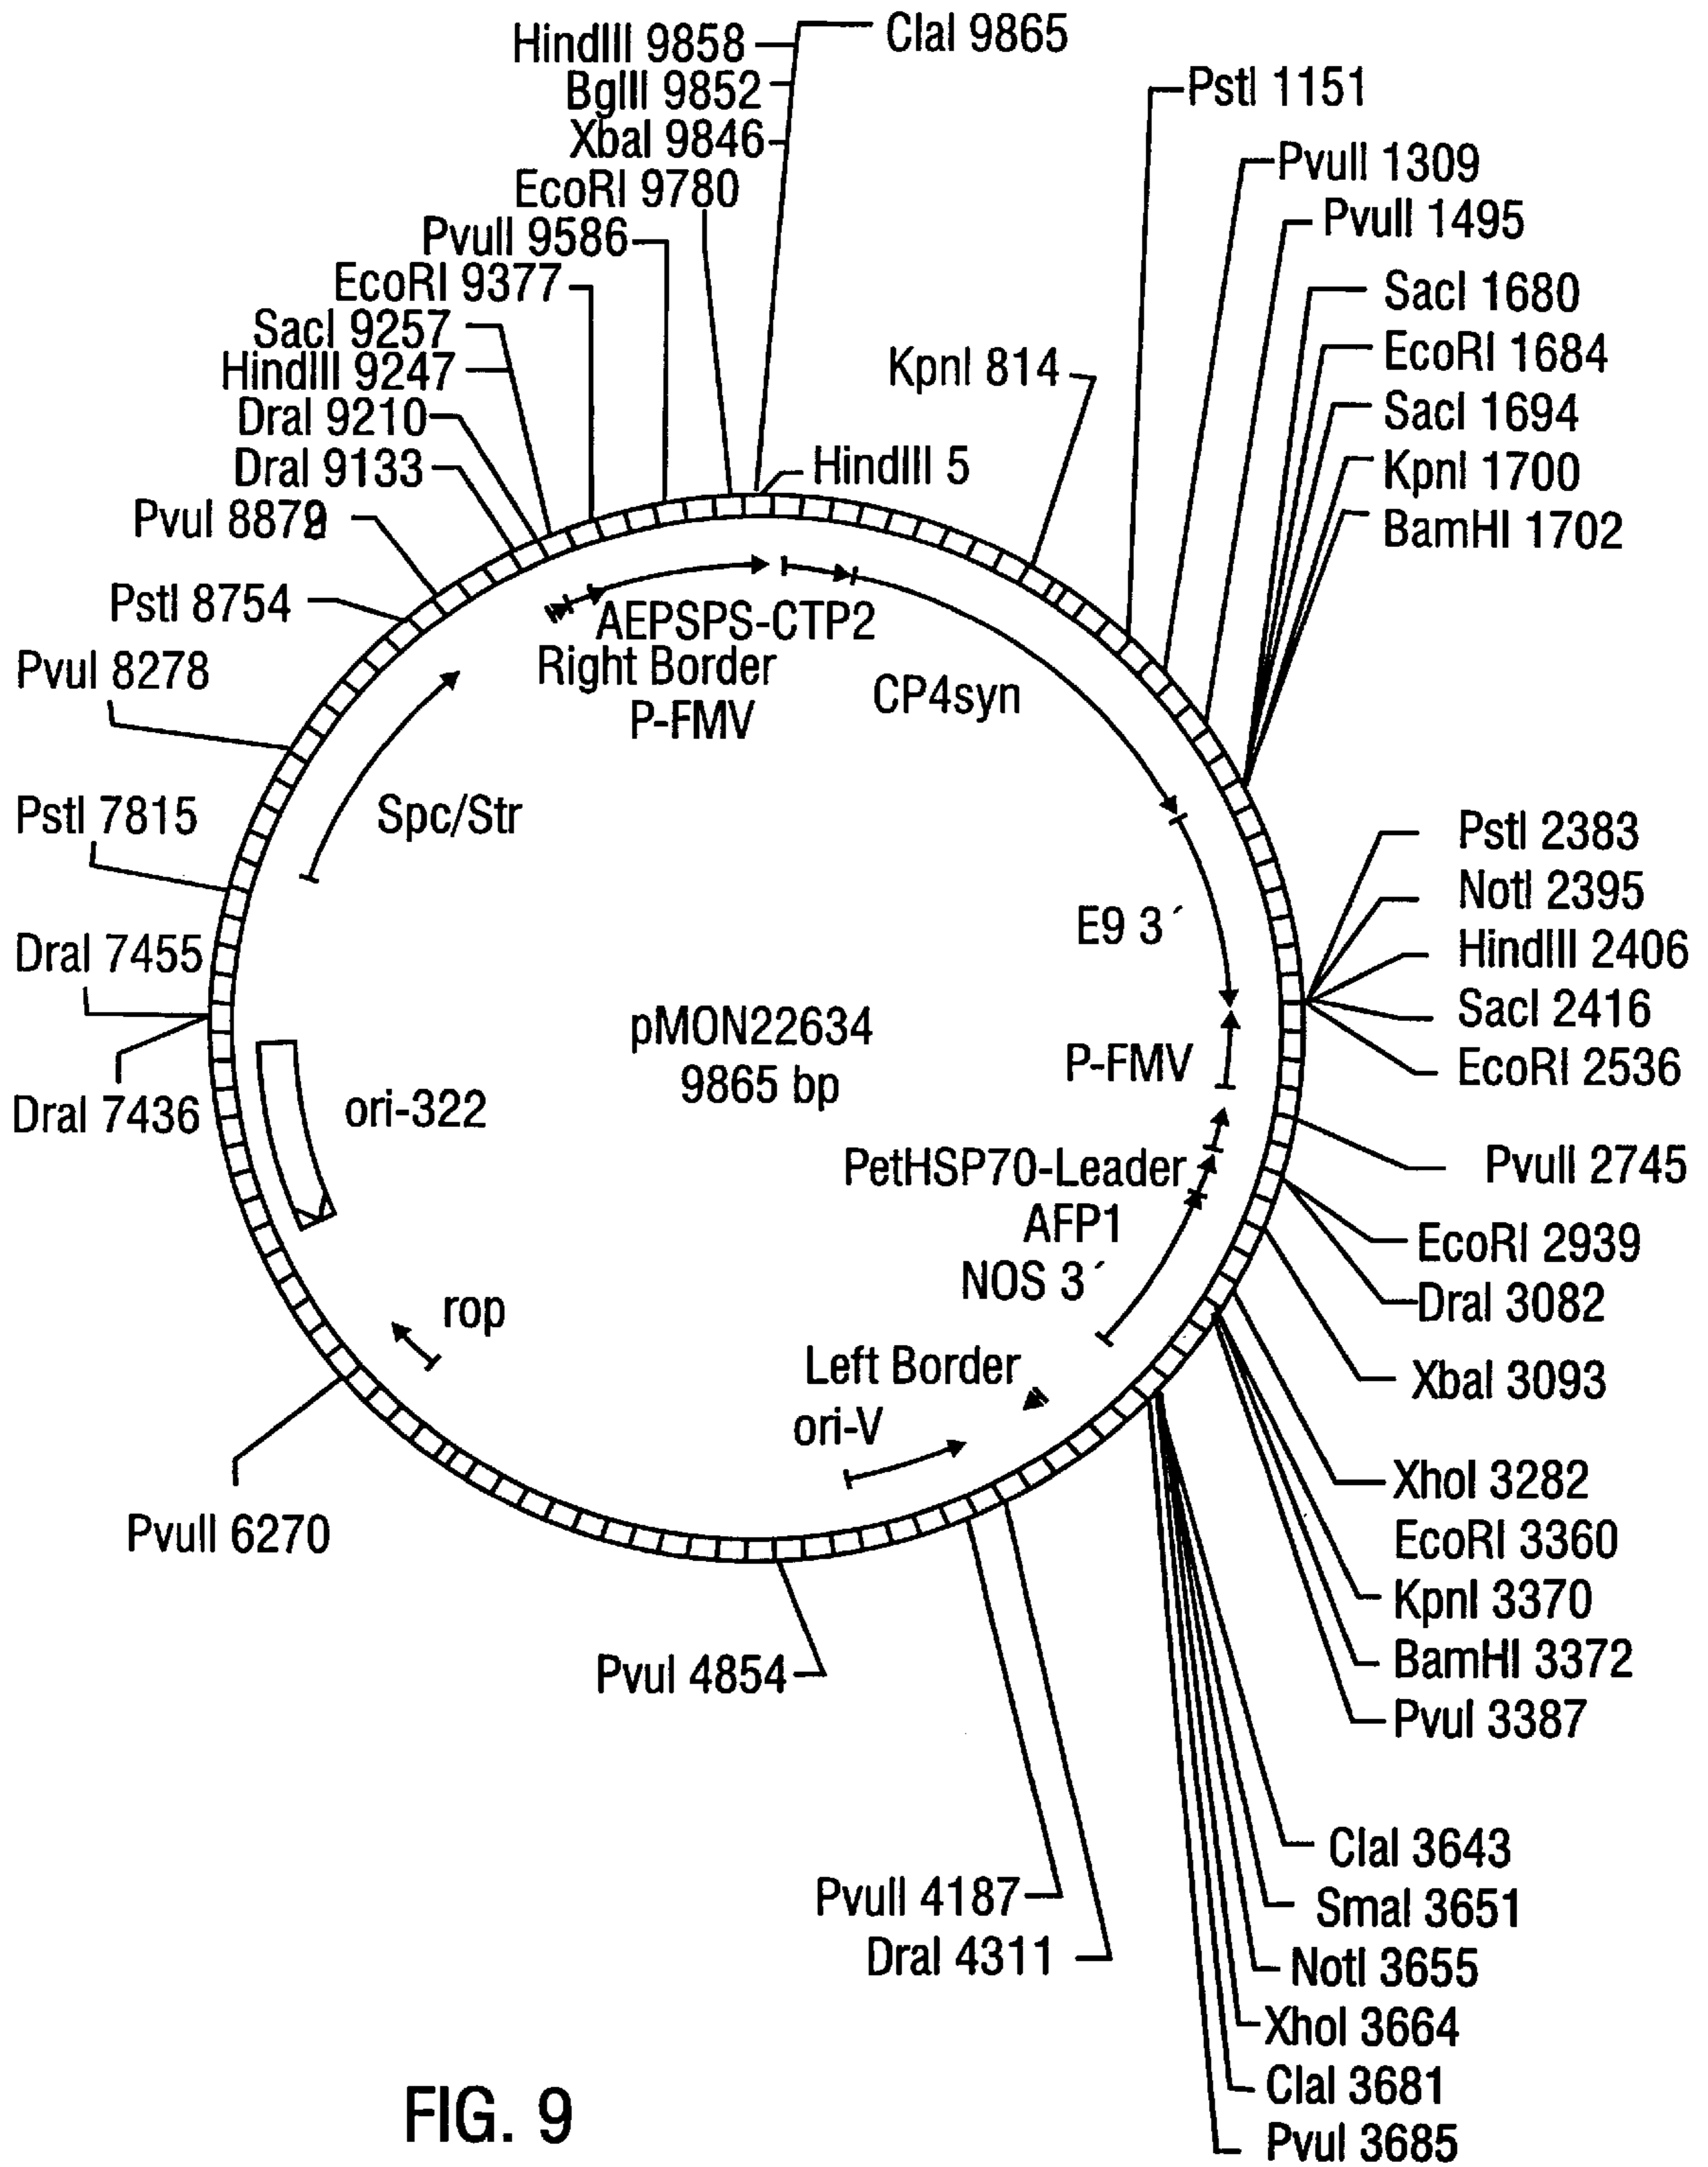 HindIII 9858
ClaI 9865
BglII 9852
XbaI 9846
EcoRI 9780
PvuII 9586
EcoRI 9377
SacI 9257
HindIII 9247
DraI 9210
DraI 9133
PvuI
PstI 8754
PvuI 8278
PstI 7815
DraI 7455
DraI 7436
HindIII 5
KpnI 814
PstI 1151
PvuII 1309
PvuII 1495
SacI 1680
EcoRI 1684
SacI 1694
KpnI 1700
BamHI 1702
PstI 2383
NotI 2395
HindIII 2406
SacI 2416
EcoRI 2536
PvuII 2745
EcoRI 2939
DraI 3082
XbaI 3093
XhoI 3282
EcoRI 3360
KpnI 3370
BamHI 3372
PvuI 3387
ClaI 3643
SmaI 3651
NotI 3655
XhoI 3664
ClaI 3681
PvuI 3685
PvuII 4187
DraI 4311
PvuI 4854
PvuII 6270
AEPSPS-CTP2
Right Border
P-FMV
CP4syn
Spc/Str
E9 3´
pMON22634
9865 bp
P-FMV
ori-322
PetHSP70-Leader
AFP1
NOS 3´
rop
Left Border
ori-V
FIG. 9